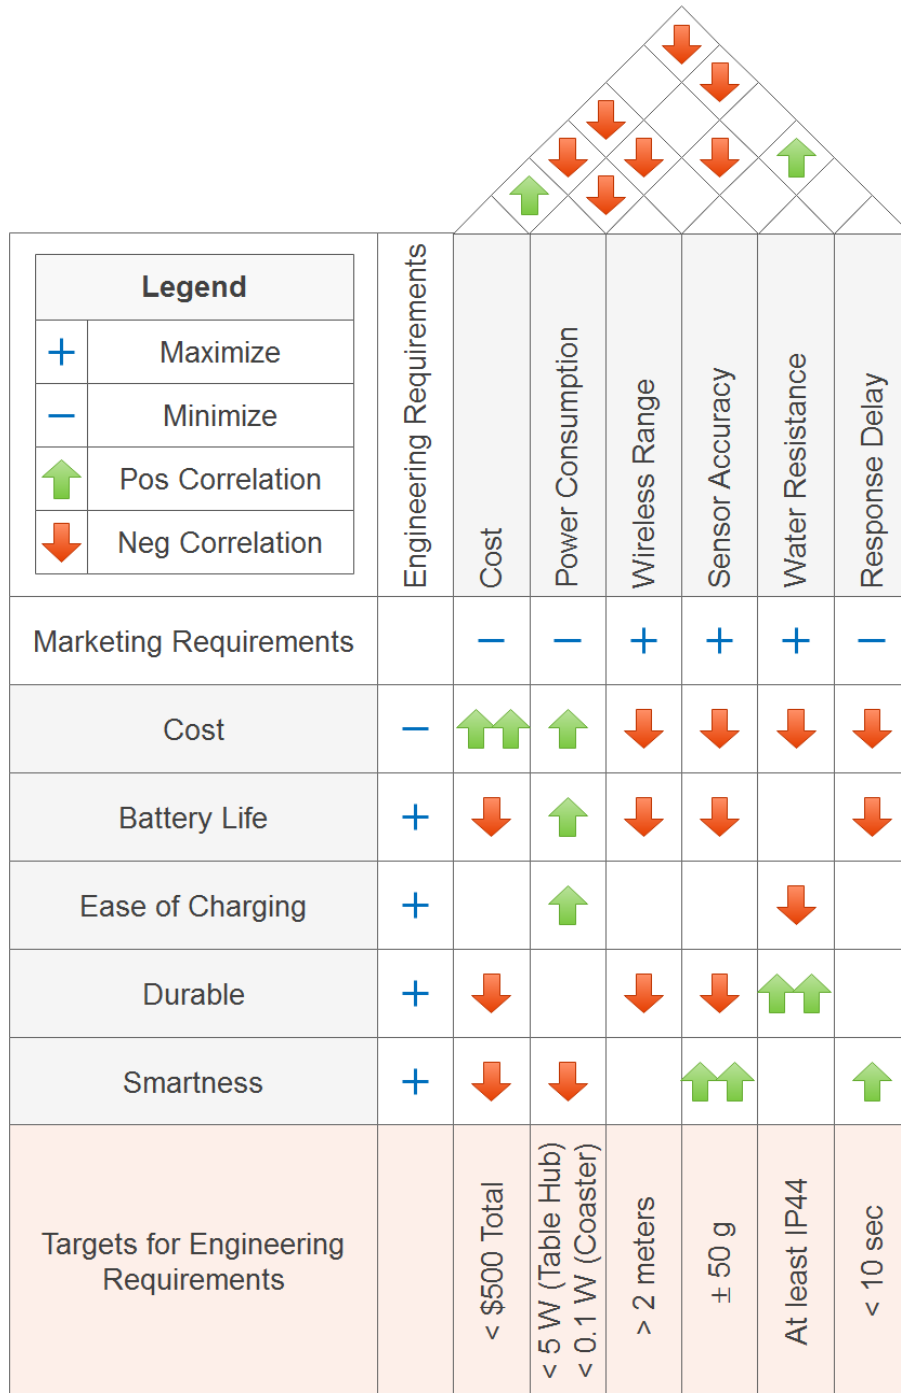 Legend
+ Maximize
− Minimize
Pos Correlation
Neg Correlation
Engineering Requirements
Cost
Power Consumption
Wireless Range
Sensor Accuracy
Water Resistance
Response Delay
Marketing Requirements − − + + + −
Cost −
Battery Life +
Ease of Charging +
Durable +
Smartness +
Targets for Engineering
Requirements
< $500 Total
< 5 W (Table Hub)
< 0.1 W (Coaster)
> 2 meters
± 50 g
At least IP44
< 10 sec